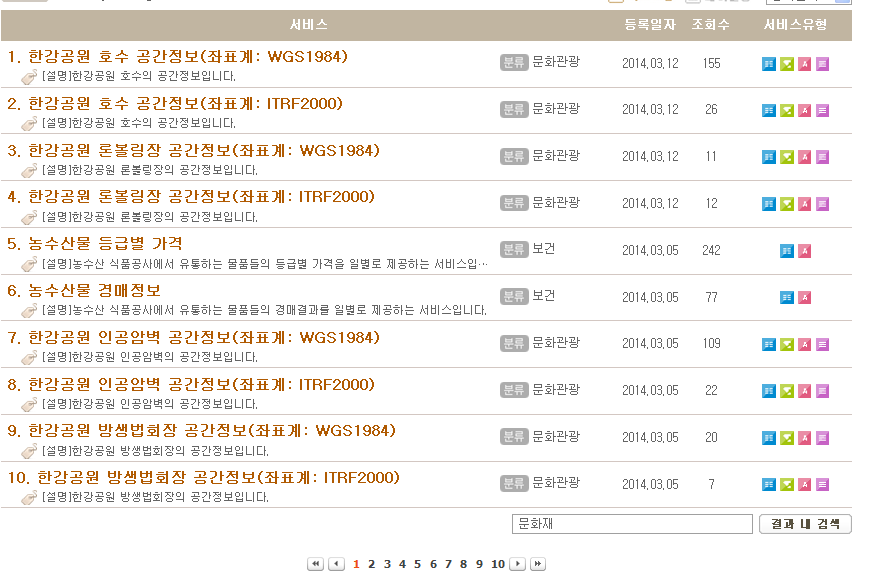 서비스 등록일자 조회수 서비스유형
1. 한강공원 호수 공간정보(좌표계: WGS1984) 분류 문화관광 2014.03.12 155
[설명]한강공원 호수의 공간정보입니다.
2. 한강공원 호수 공간정보(좌표계: ITRF2000) 분류 문화관광 2014.03.12 26
[설명]한강공원 호수의 공간정보입니다.
3. 한강공원 론볼링장 공간정보(좌표계: WGS1984) 분류 문화관광 2014.03.12 11
[설명]한강공원 론볼링장의 공간정보입니다.
4. 한강공원 론볼링장 공간정보(좌표계: ITRF2000) 분류 문화관광 2014.03.12 12
[설명]한강공원 론볼링장의 공간정보입니다.
5. 농수산물 등급별 가격 분류 보건 2014.03.05 242
[설명]농수산 식품공사에서 유통하는 물품들의 등급별 가격을 일별로 제공하는 서비스입…
6. 농수산물 경매정보 분류 보건 2014.03.05 77
[설명]농수산 식품공사에서 유통하는 물품들의 경매결과를 일별로 제공하는 서비스입니다.
7. 한강공원 인공암벽 공간정보(좌표계: WGS1984) 분류 문화관광 2014.03.05 109
[설명]한강공원 인공암벽의 공간정보입니다.
8. 한강공원 인공암벽 공간정보(좌표계: ITRF2000) 분류 문화관광 2014.03.05 22
[설명]한강공원 인공암벽의 공간정보입니다.
9. 한강공원 방생법회장 공간정보(좌표계: WGS1984) 분류 문화관광 2014.03.05 20
[설명]한강공원 방생법회장의 공간정보입니다.
10. 한강공원 방생법회장 공간정보(좌표계: ITRF2000) 분류 문화관광 2014.03.05 7
[설명]한강공원 방생법회장의 공간정보입니다.
문화재 결과 내 검색
1 2 3 4 5 6 7 8 9 10